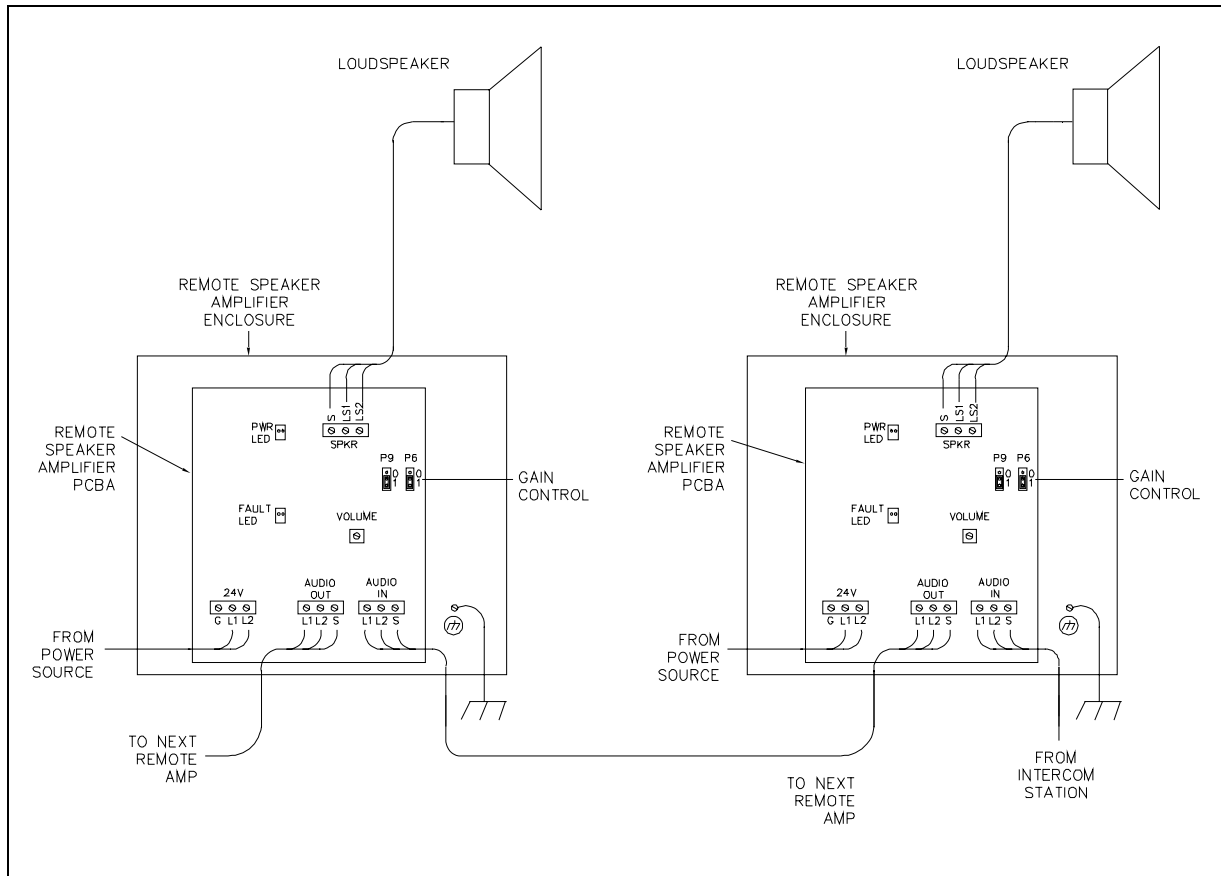 LOUDSPEAKER
REMOTE SPEAKER
AMPLIFIER
ENCLOSURE
REMOTE
SPEAKER
AMPLIFIER
PCBA
S
LS1
LS2
SPKR
PWR
LED
P9 P6
0
1
0
1
GAIN
CONTROL
FAULT
LED
VOLUME
24V
G L1 L2
AUDIO
OUT
L1 L2 S
AUDIO
IN
L1 L2 S
FROM
POWER
SOURCE
TO NEXT
REMOTE
AMP
LOUDSPEAKER
REMOTE SPEAKER
AMPLIFIER
ENCLOSURE
REMOTE
SPEAKER
AMPLIFIER
PCBA
S
LS1
LS2
SPKR
PWR
LED
P9 P6
0
1
0
1
GAIN
CONTROL
FAULT
LED
VOLUME
24V
G L1 L2
AUDIO
OUT
L1 L2 S
AUDIO
IN
L1 L2 S
FROM
POWER
SOURCE
TO NEXT
REMOTE
AMP
FROM
INTERCOM
STATION